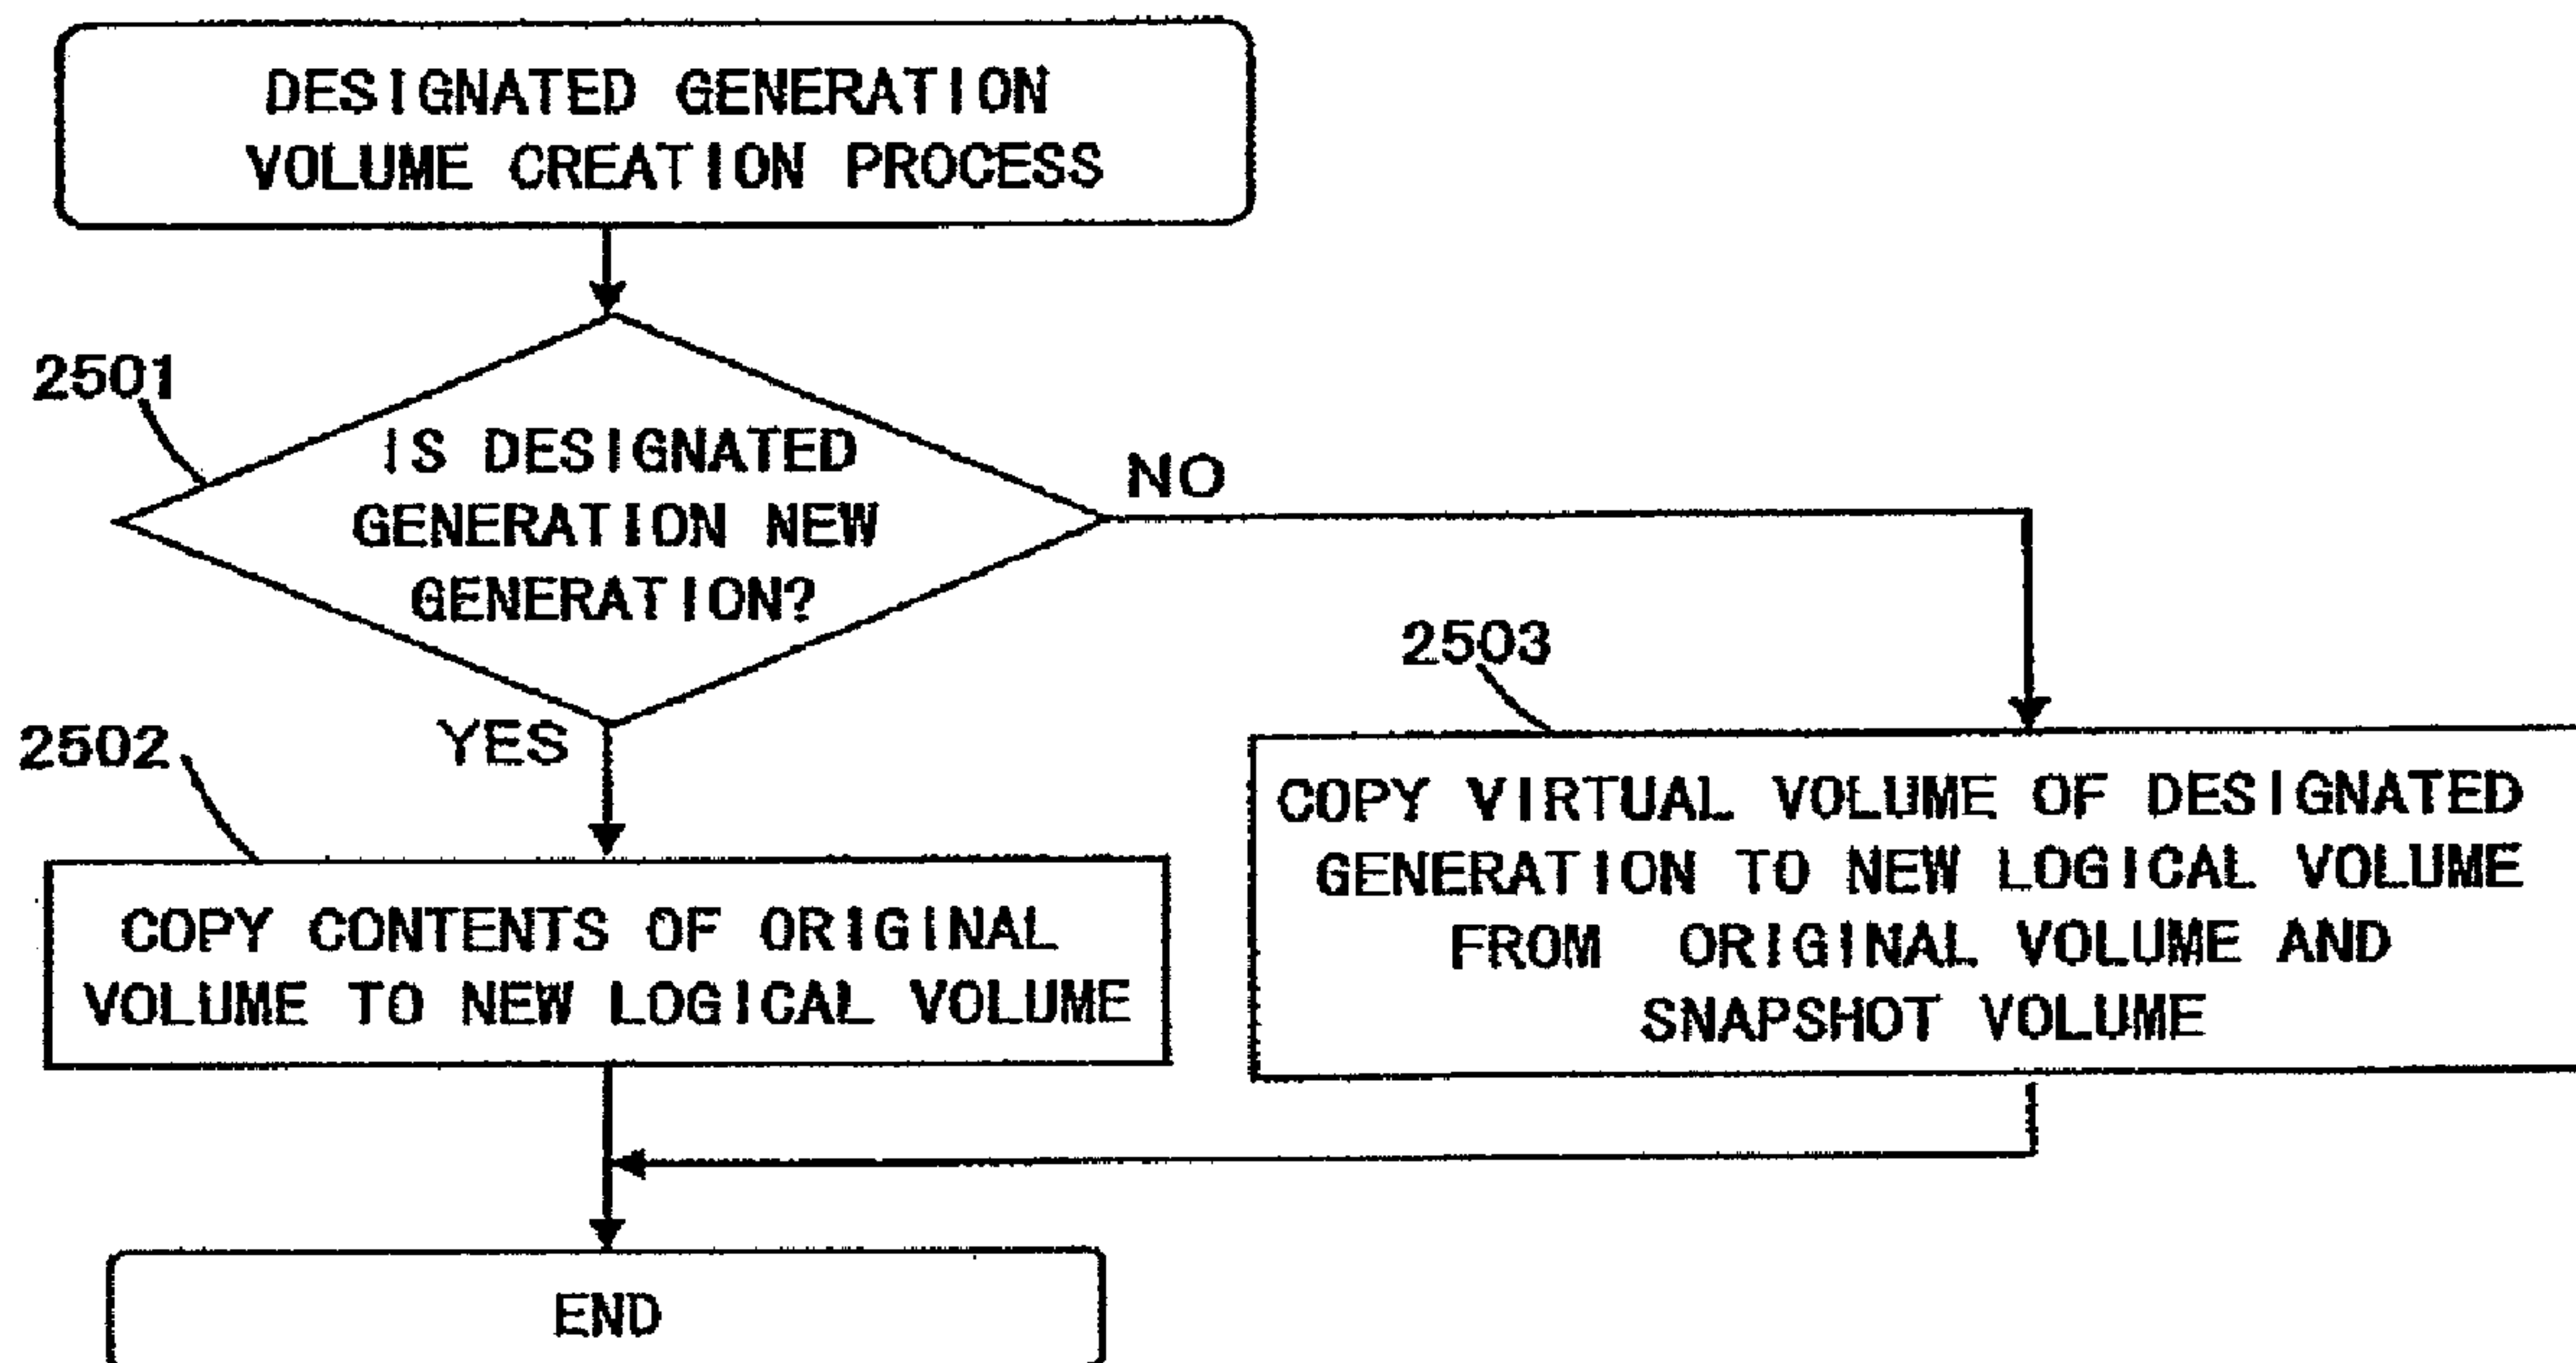 DESIGNATED GENERATION
VOLUME CREATION PROCESS
2501
IS DESIGNATED
GENERATION NEW
GENERATION?
NO
YES
2502
COPY CONTENTS OF ORIGINAL
VOLUME TO NEW LOGICAL VOLUME
2503
COPY VIRTUAL VOLUME OF DESIGNATED
GENERATION TO NEW LOGICAL VOLUME
FROM ORIGINAL VOLUME AND
SNAPSHOT VOLUME
END